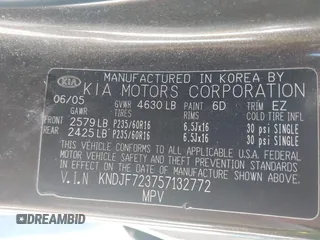 MANUFACTURED IN KOREA BY
KIA KIA MOTORS CORPORATION
06/05 GVWR 4630 LB PAINT 6D TRIM EZ
GAWR TIRES RIMS COLD TIRE INFL
FRONT 2579 LB P235/60R16 6.5Jx16 30 psi SINGLE
REAR 2425 LB P235/60R16 6.5Jx16 30 psi SINGLE
THIS VEHICLE CONFORMS TO ALL APPLICABLE
FEDERAL MOTOR VEHICLE SAFETY STANDARDS
IN EFFECT ON THE DATE OF MANUFACTURE SHOWN ABOVE
V.I.N KNDJF723757132772
MPV
DREAMBID
DREAMBID.COM